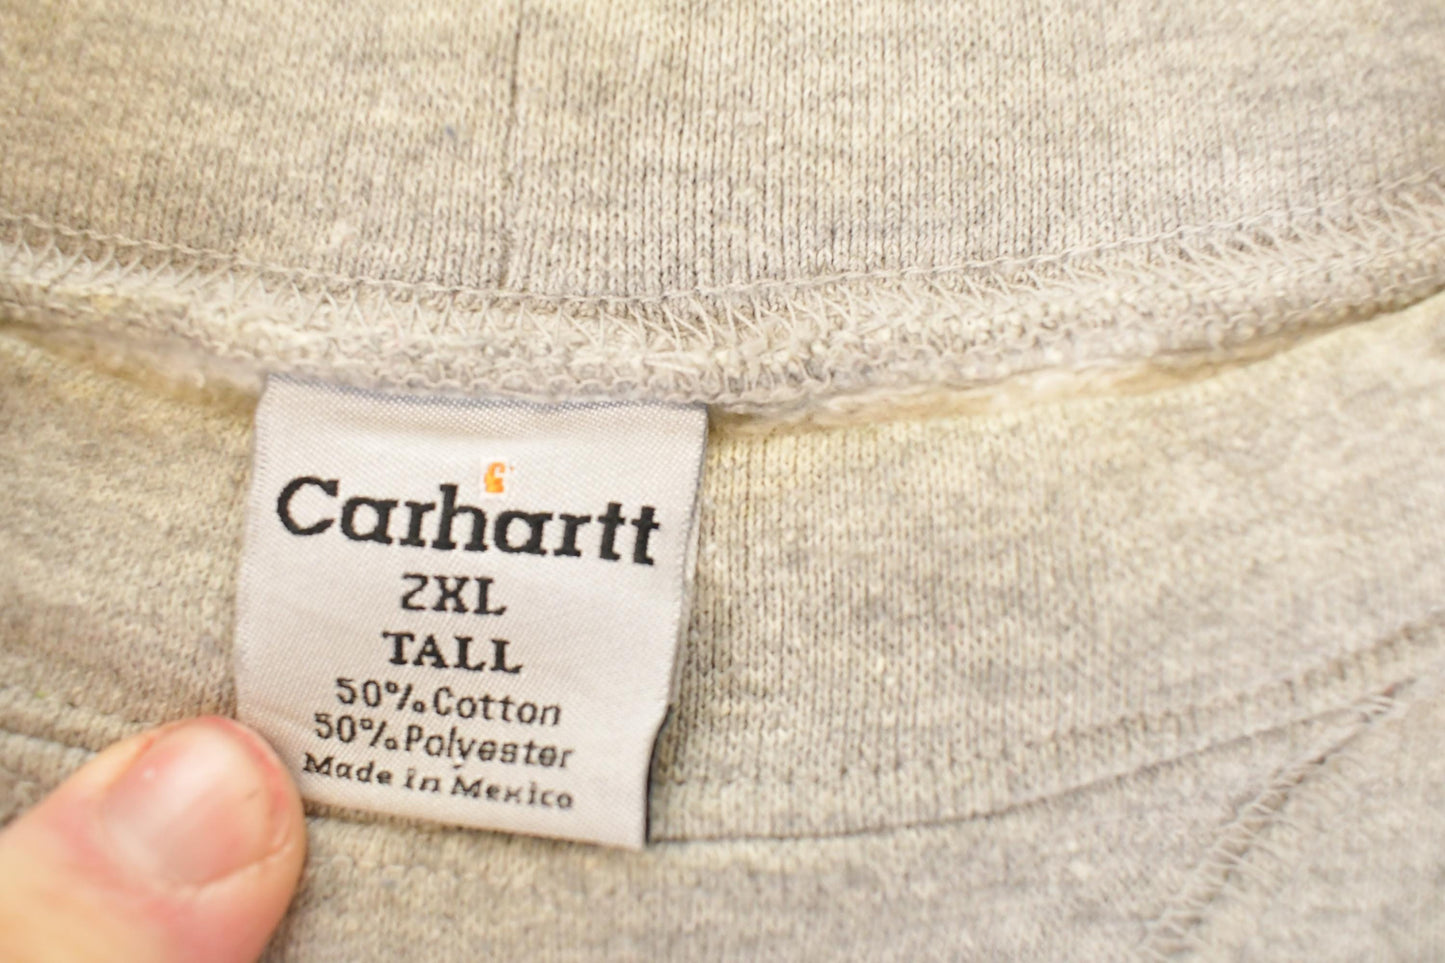 Carhartt
2XL
TALL
50% Cotton
50% Polyester
Made in Mexico